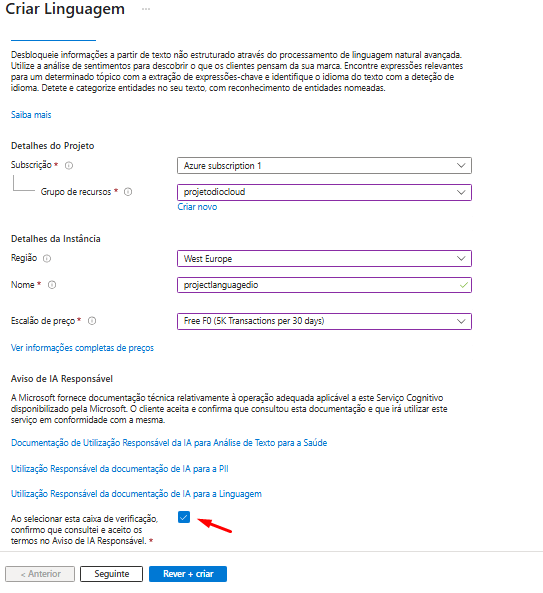 Criar Linguagem ...
Desbloqueie informações a partir de texto não estruturado através do processamento de linguagem natural avançada.
Utilize a análise de sentimentos para descobrir o que os clientes pensam da sua marca. Encontre expressões relevantes
para um determinado tópico com a extração de expressões-chave e identifique o idioma do texto com a deteção de
idioma. Detete e categorize entidades no seu texto, com reconhecimento de entidades nomeadas.
Saiba mais
Detalhes do Projeto
Subscrição * Azure subscription 1
Grupo de recursos * projetodiocloud
Criar novo
Detalhes da Instância
Região West Europe
Nome * projectlanguagedio
Escalão de preço * Free F0 (5K Transactions per 30 days)
Ver informações completas de preços
Aviso de IA Responsável
A Microsoft fornece documentação técnica relativamente à operação adequada aplicável a este Serviço Cognitivo
disponibilizado pela Microsoft. O cliente aceita e confirma que consultou esta documentação e que irá utilizar este
serviço em conformidade com a mesma.
Documentação de Utilização Responsável da IA para Análise de Texto para a Saúde
Utilização Responsável da documentação de IA para a PII
Utilização Responsável da documentação de IA para a Linguagem
Ao selecionar esta caixa de verificação,
confirmo que consultei e aceito os
termos no Aviso de IA Responsável. *
< Anterior Seguinte Rever + criar